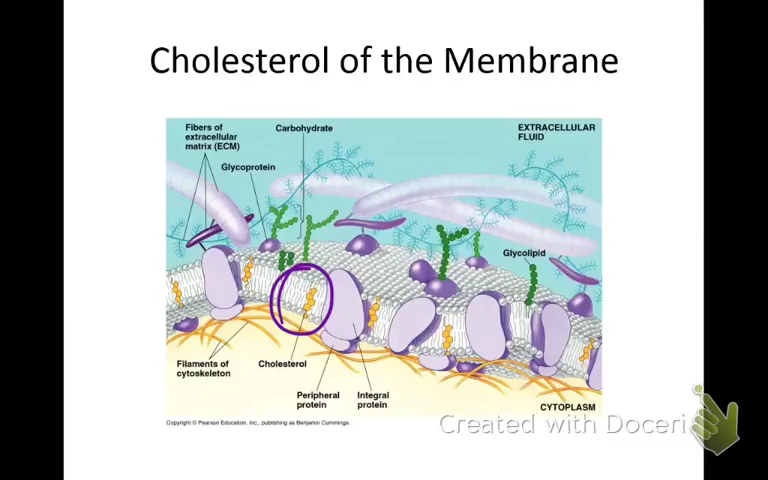 Cholesterol of the Membrane
Fibers of
extracellular
matrix (ECM)
Carbohydrate
EXTRACELLULAR
FLUID
Glycoprotein
Glycolipid
Filaments of
cytoskeleton
Cholesterol
Peripheral
protein
Integral
protein
CYTOPLASM
Copyright © Pearson Education, Inc., publishing as Benjamin Cummings.
Created with Doceri